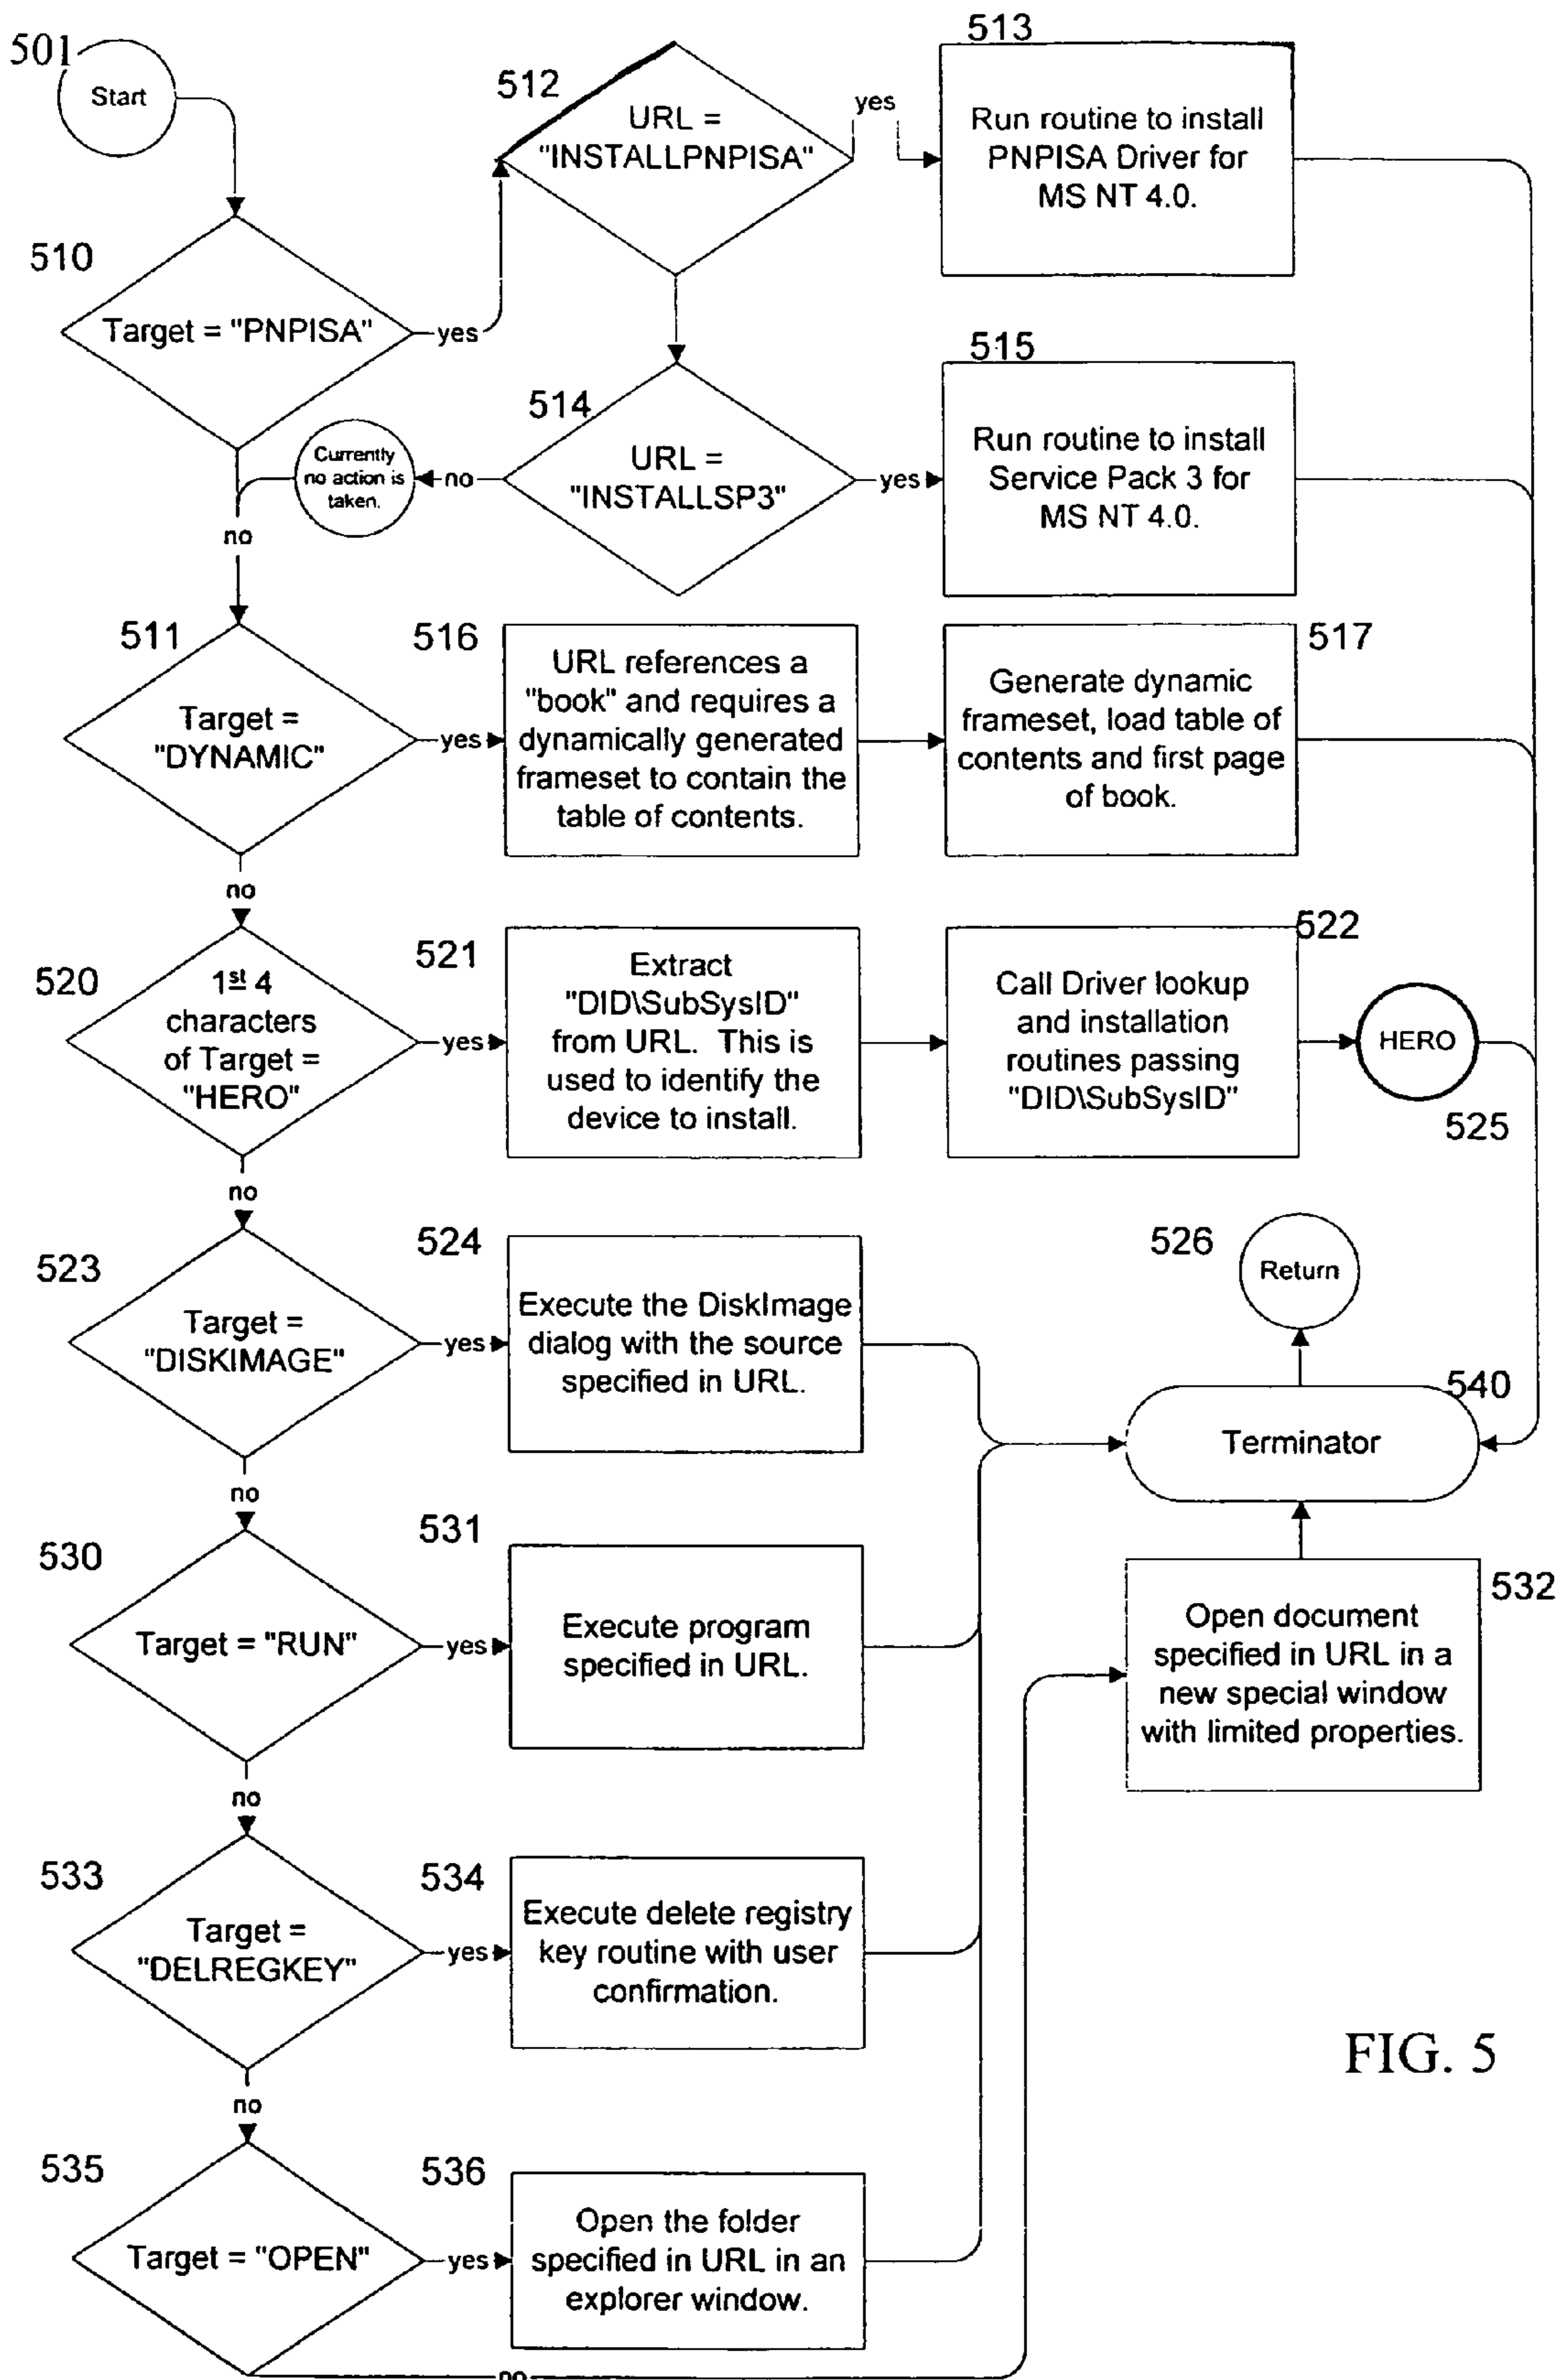 501
Start
510
Target = "PNPISA"
yes
512
URL =
"INSTALLPNPISA"
yes
513
Run routine to install
PNPISA Driver for
MS NT 4.0.
514
URL =
"INSTALLSP3"
yes
515
Run routine to install
Service Pack 3 for
MS NT 4.0.
no
Currently
no action is
taken.
no
511
Target =
"DYNAMIC"
yes
516
URL references a
"book" and requires a
dynamically generated
frameset to contain the
table of contents.
517
Generate dynamic
frameset, load table of
contents and first page
of book.
no
520
1st 4
characters
of Target =
"HERO"
yes
521
Extract
"DID\SubSysID"
from URL. This is
used to identify the
device to install.
522
Call Driver lookup
and installation
routines passing
"DID\SubSysID"
HERO
525
no
523
Target =
"DISKIMAGE"
yes
524
Execute the DiskImage
dialog with the source
specified in URL.
526
Return
540
Terminator
no
530
Target = "RUN"
yes
531
Execute program
specified in URL.
532
Open document
specified in URL in a
new special window
with limited properties.
no
533
Target =
"DELREGKEY"
yes
534
Execute delete registry
key routine with user
confirmation.
no
535
Target = "OPEN"
yes
536
Open the folder
specified in URL in an
explorer window.
no
FIG. 5